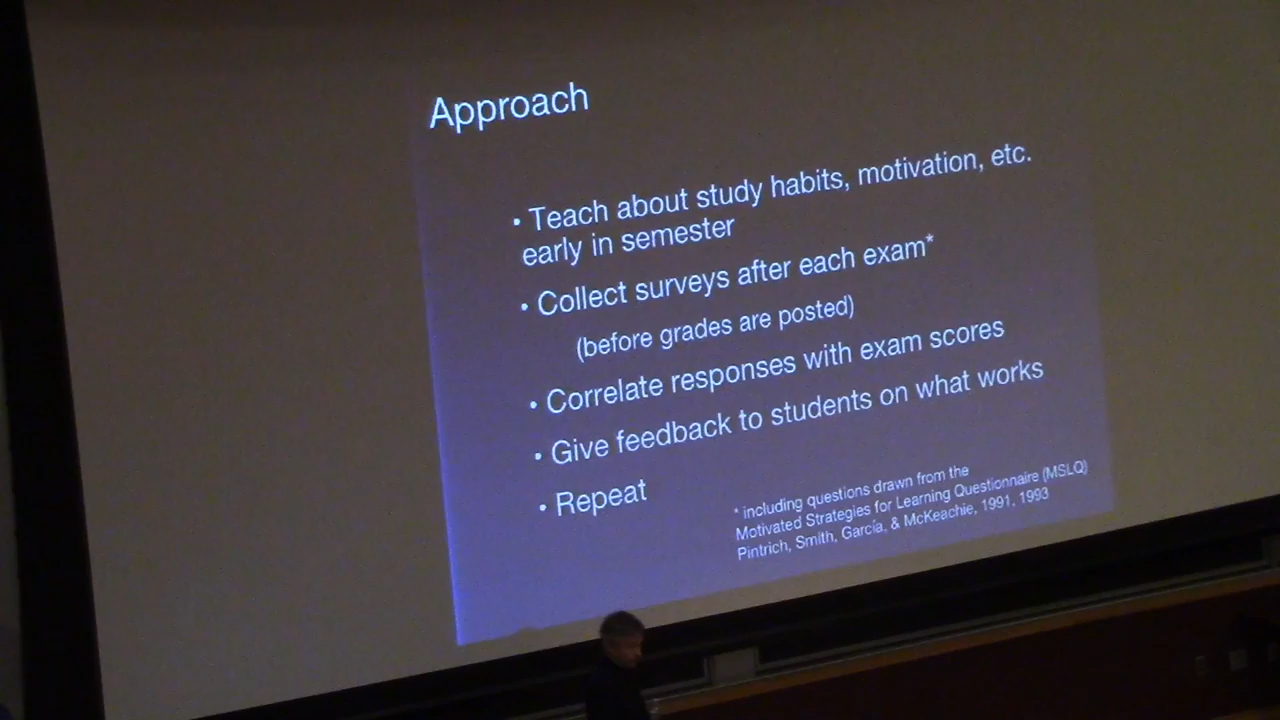 Approach
• Teach about study habits, motivation, etc.
early in semester
• Collect surveys after each exam*
(before grades are posted)
• Correlate responses with exam scores
• Give feedback to students on what works
• Repeat
* including questions drawn from the
Motivated Strategies for Learning Questionnaire (MSLQ)
Pintrich, Smith, Garcia, & McKeachie, 1991, 1993